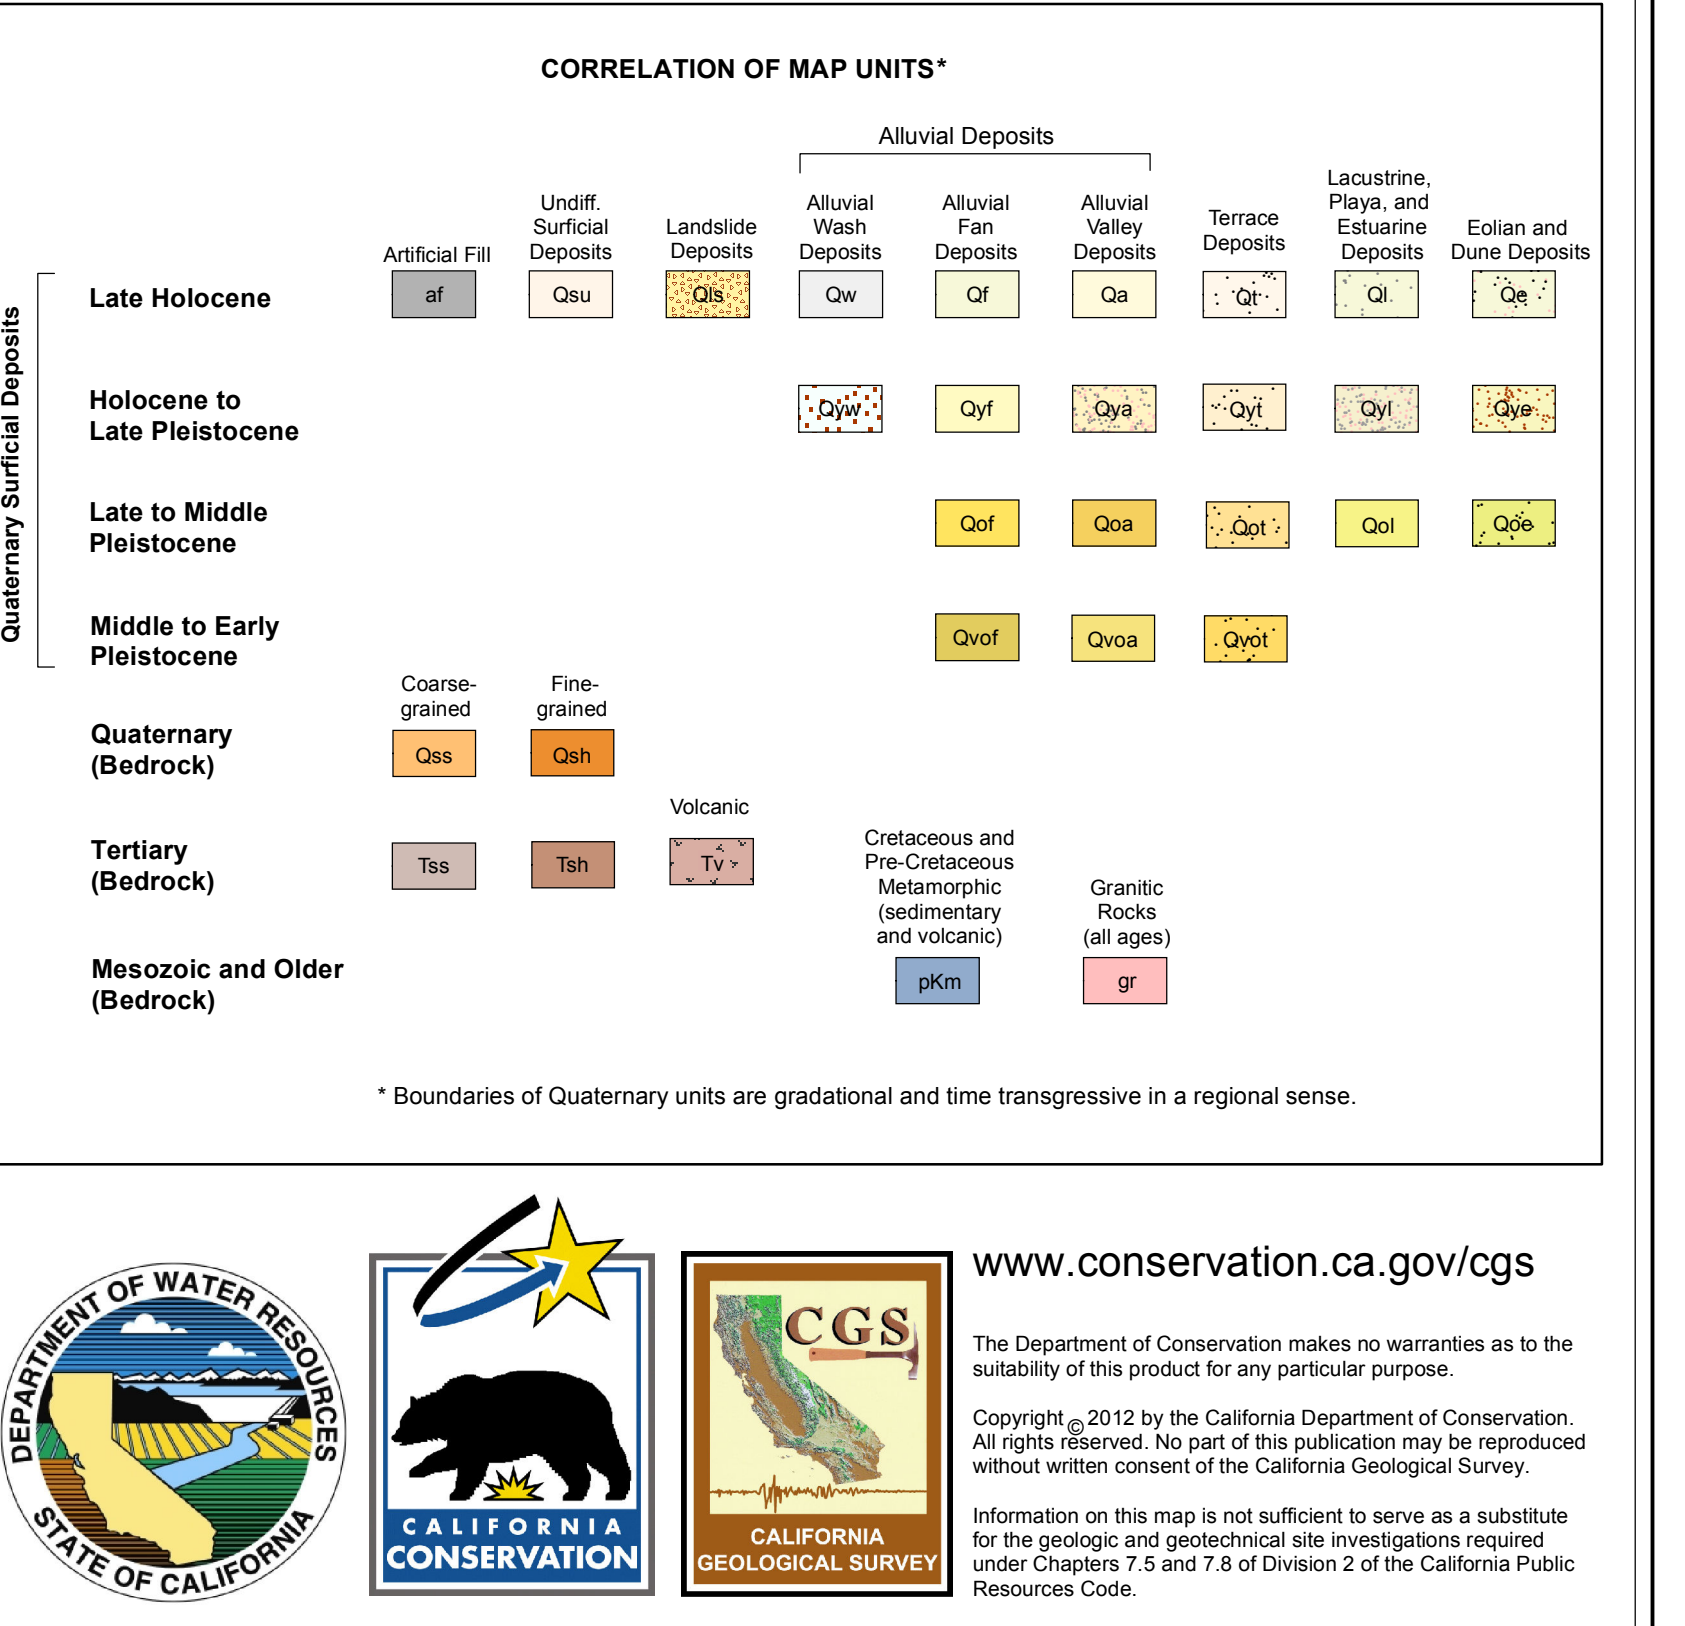 CORRELATION OF MAP UNITS*
Alluvial Deposits
Artificial Fill
Undiff.
Surficial
Deposits
Landslide
Deposits
Alluvial
Wash
Deposits
Alluvial
Fan
Deposits
Alluvial
Valley
Deposits
Terrace
Deposits
Lacustrine,
Playa, and
Estuarine
Deposits
Eolian and
Dune Deposits
Quaternary Surficial Deposits
Late Holocene
af
Qsu
Qls
Qw
Qf
Qa
Qt
Ql
Qe
Holocene to
Late Pleistocene
Qyw
Qyf
Qya
Qyt
Qyl
Qye
Late to Middle
Pleistocene
Qof
Qoa
Qot
Qol
Qoe
Middle to Early
Pleistocene
Qvof
Qvoa
Qvot
Coarse-
grained
Fine-
grained
Quaternary
(Bedrock)
Qss
Qsh
Volcanic
Tertiary
(Bedrock)
Tss
Tsh
Tv
Cretaceous and
Pre-Cretaceous
Metamorphic
(sedimentary
and volcanic)
Granitic
Rocks
(all ages)
Mesozoic and Older
(Bedrock)
pKm
gr
* Boundaries of Quaternary units are gradational and time transgressive in a regional sense.
DEPARTMENT OF WATER RESOURCES
STATE OF CALIFORNIA
CALIFORNIA
CONSERVATION
CGS
CALIFORNIA
GEOLOGICAL SURVEY
www.conservation.ca.gov/cgs
The Department of Conservation makes no warranties as to the
suitability of this product for any particular purpose.
Copyright © 2012 by the California Department of Conservation.
All rights reserved. No part of this publication may be reproduced
without written consent of the California Geological Survey.
Information on this map is not sufficient to serve as a substitute
for the geologic and geotechnical site investigations required
under Chapters 7.5 and 7.8 of Division 2 of the California Public
Resources Code.